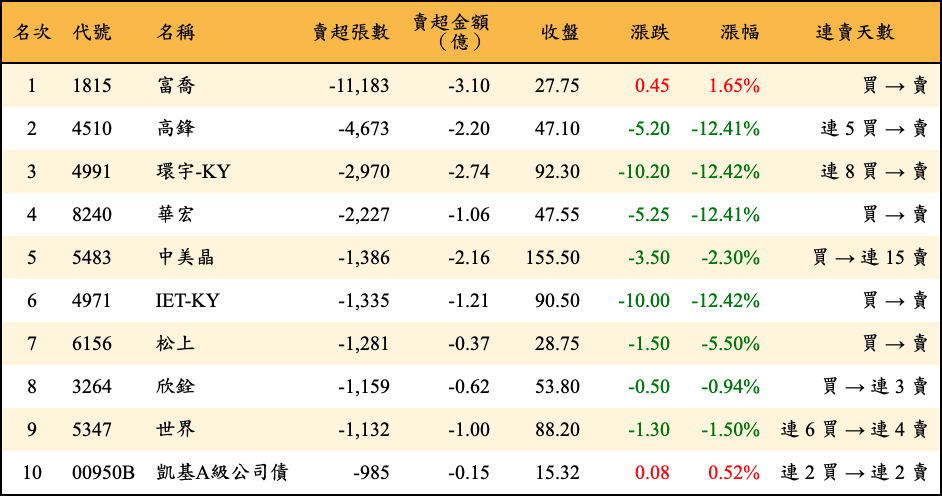 名次 代號 名稱 賣超張數 賣超金額（億） 收盤 漲跌 漲幅 連賣天數
1 1815 富喬 -11,183 -3.10 27.75 0.45 1.65% 買 → 賣
2 4510 高鋒 -4,673 -2.20 47.10 -5.20 -12.41% 連 5 買 → 賣
3 4991 環宇-KY -2,970 -2.74 92.30 -10.20 -12.42% 連 8 買 → 賣
4 8240 華宏 -2,227 -1.06 47.55 -5.25 -12.41% 買 → 賣
5 5483 中美晶 -1,386 -2.16 155.50 -3.50 -2.30% 買 → 連 15 賣
6 4971 IET-KY -1,335 -1.21 90.50 -10.00 -12.42% 買 → 賣
7 6156 松上 -1,281 -0.37 28.75 -1.50 -5.50% 買 → 賣
8 3264 欣銓 -1,159 -0.62 53.80 -0.50 -0.94% 買 → 連 3 賣
9 5347 世界 -1,132 -1.00 88.20 -1.30 -1.50% 連 6 買 → 連 4 賣
10 00950B 凱基A級公司債 -985 -0.15 15.32 0.08 0.52% 連 2 買 → 連 2 賣